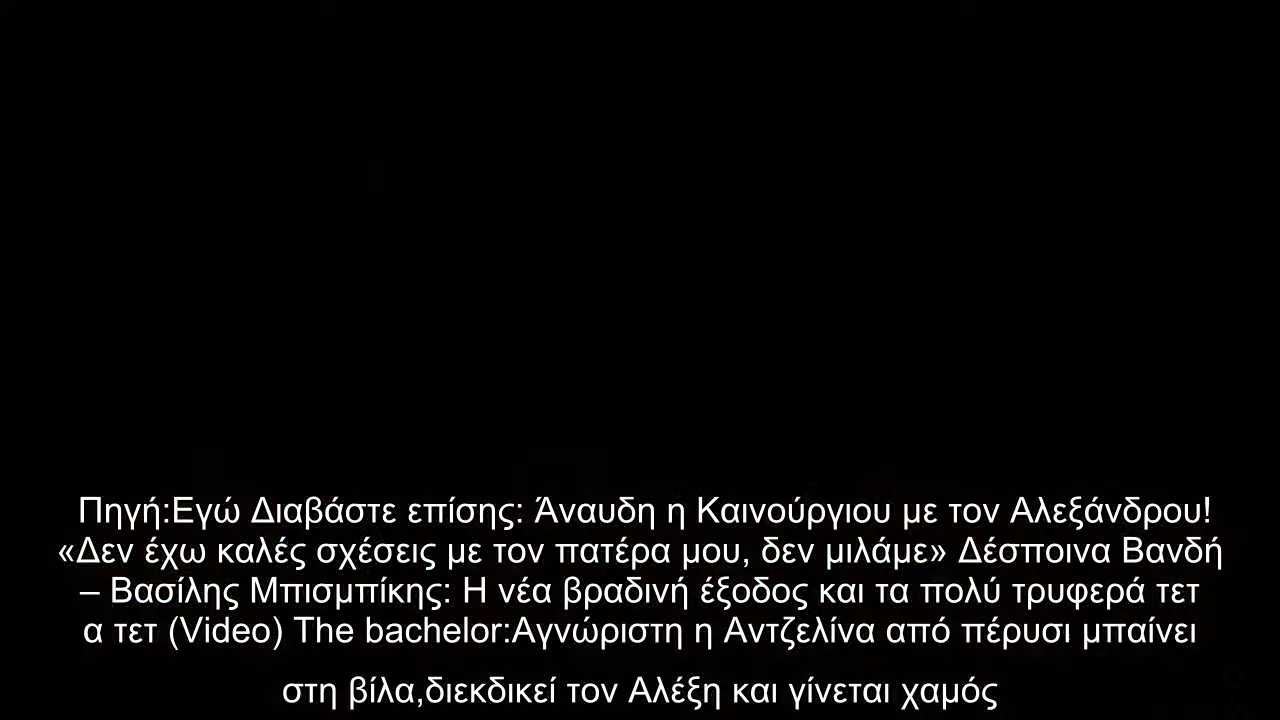 Πηγή:Εγώ Διαβάστε επίσης: Άναυδη η Καινούργιου με τον Αλεξάνδρου!
«Δεν έχω καλές σχέσεις με τον πατέρα μου, δεν μιλάμε» Δέσποινα Βανδή
– Βασίλης Μπισμπίκης: Η νέα βραδινή έξοδος και τα πολύ τρυφερά τετ
α τετ (Video) The bachelor:Αγνώριστη η Αντζελίνα από πέρυσι μπαίνει
στη βίλα,διεκδικεί τον Αλέξη και γίνεται χαμός